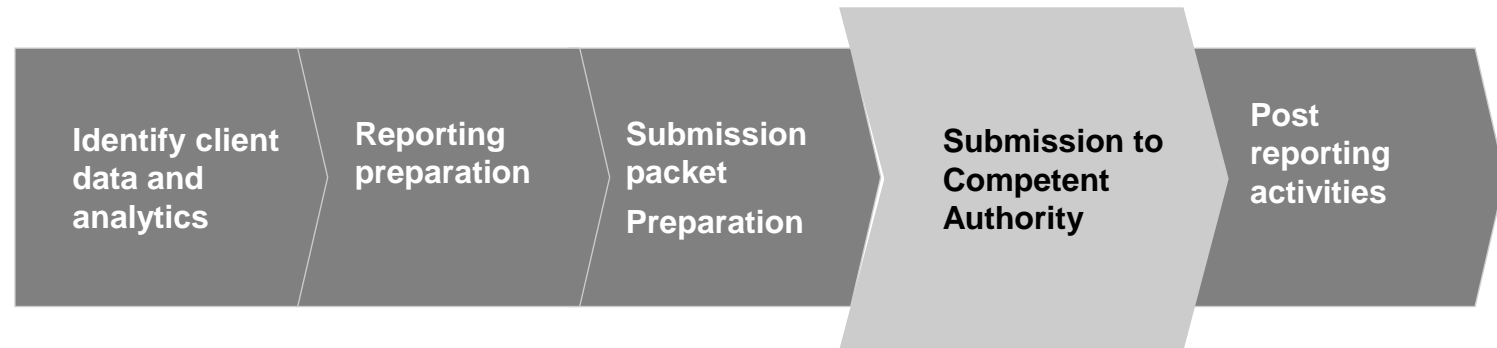 Identify client
data and
analytics
Reporting
preparation
Submission
packet
Preparation
Submission to
Competent
Authority
Post
reporting
activities